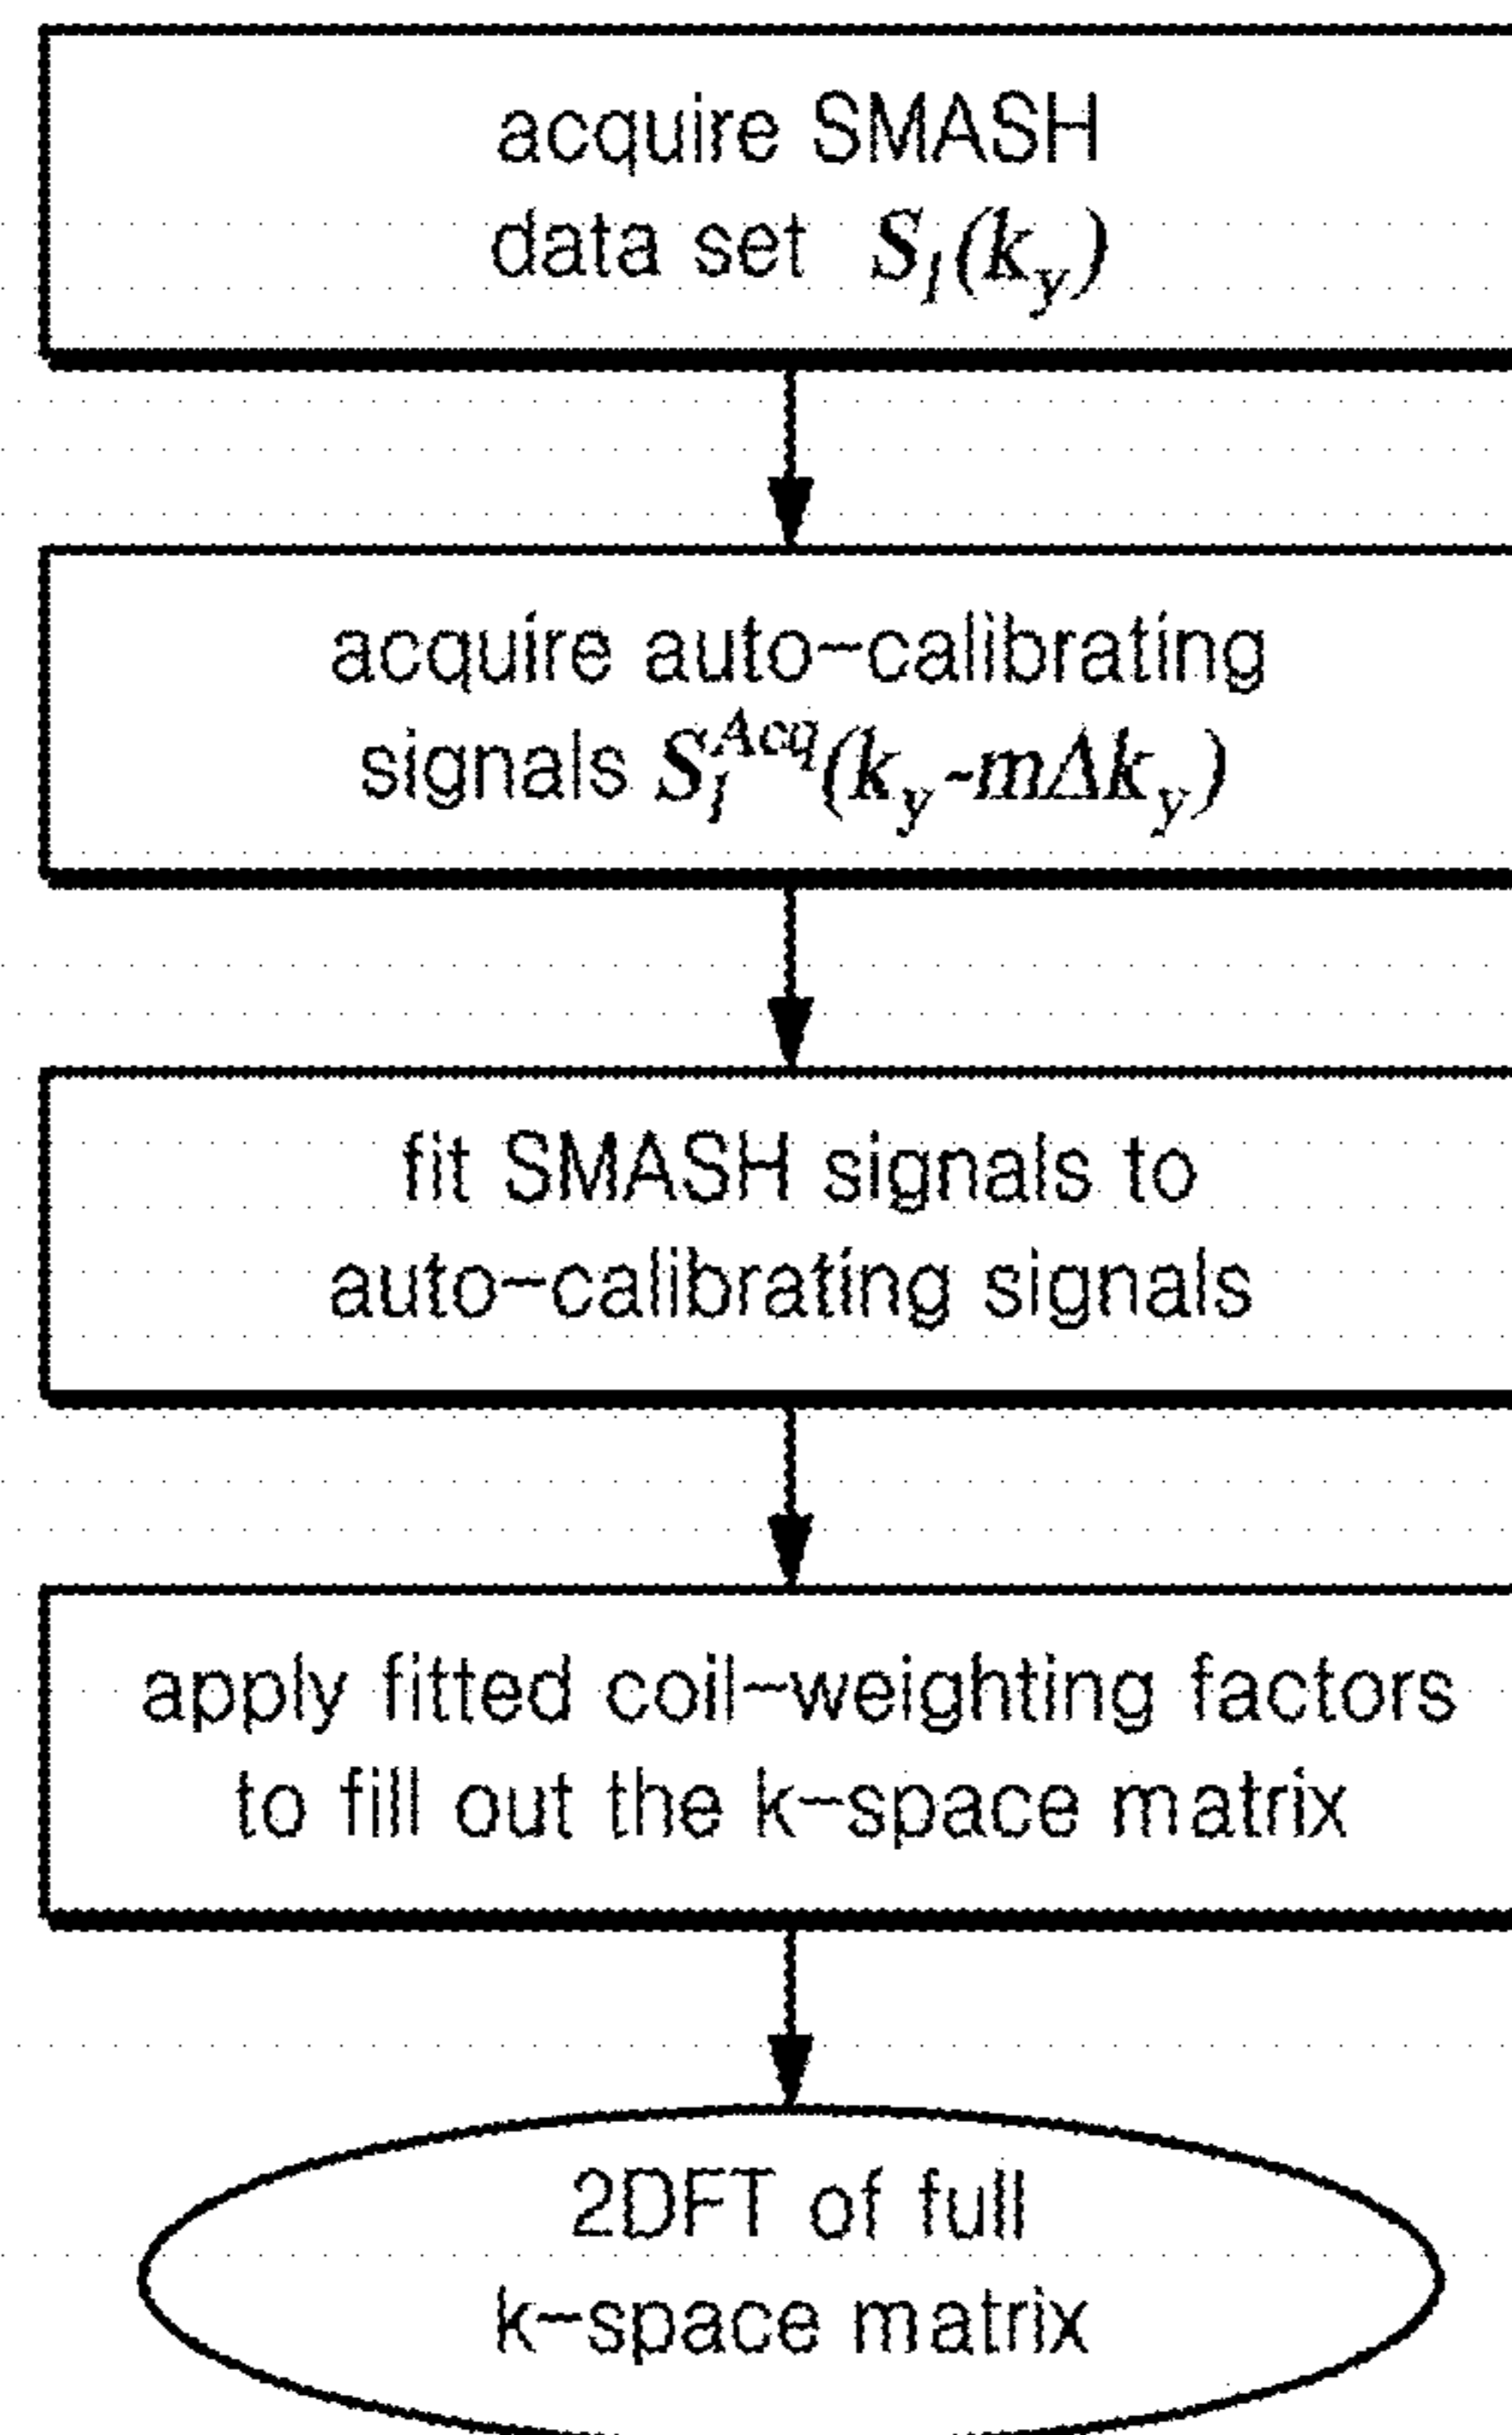 acquire SMASH
data set S_l(k_y)
acquire auto-calibrating
signals S_l^Acq(k_y-mΔk_y)
fit SMASH signals to
auto-calibrating signals
apply fitted coil-weighting factors
to fill out the k-space matrix
2DFT of full
k-space matrix